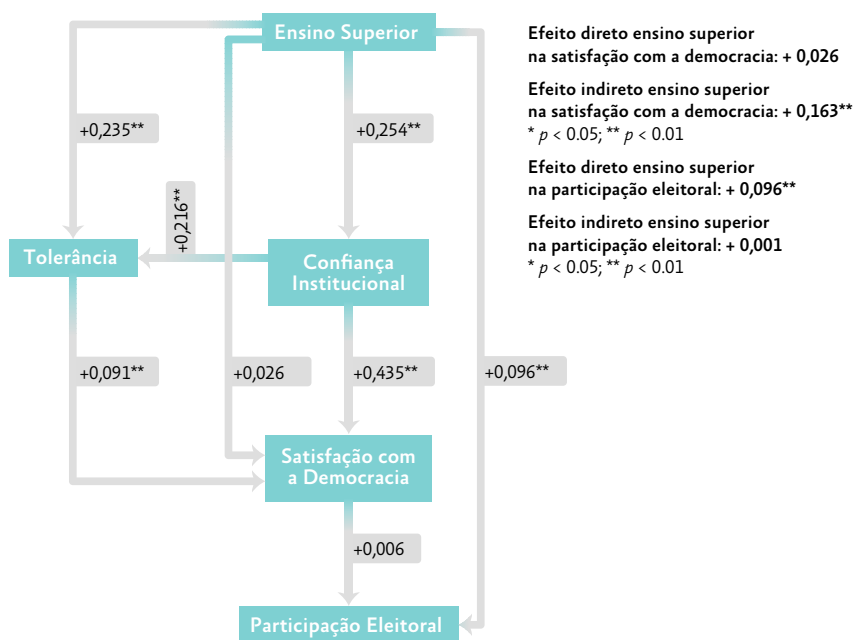 Ensino Superior
+0,235**
+0,254**
+0,216**
Tolerância
Confiança
Institucional
+0,091**
+0,026
+0,435**
+0,096**
Satisfação com
a Democracia
+0,006
Participação Eleitoral
Efeito direto ensino superior
na satisfação com a democracia: + 0,026
Efeito indireto ensino superior
na satisfação com a democracia: + 0,163**
* p < 0.05; ** p < 0.01
Efeito direto ensino superior
na participação eleitoral: + 0,096**
Efeito indireto ensino superior
na participação eleitoral: + 0,001
* p < 0.05; ** p < 0.01